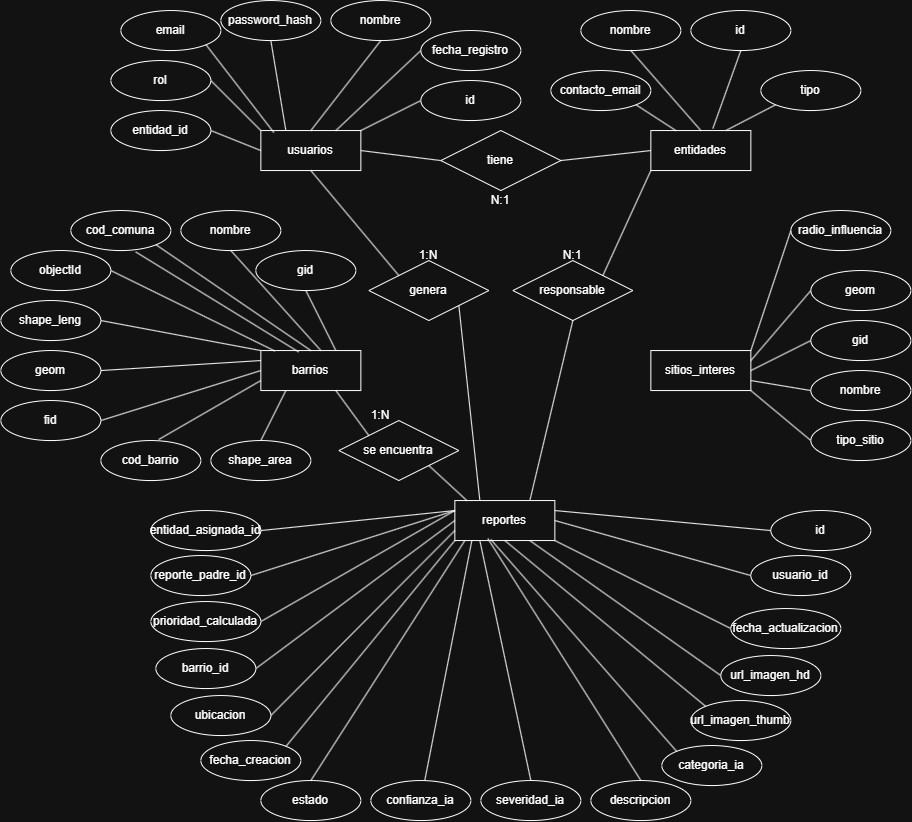 email
password_hash
nombre
fecha_registro
rol
id
entidad_id
usuarios
nombre
id
contacto_email
tipo
entidades
tiene
N:1
cod_comuna
nombre
objectId
gid
shape_leng
geom
barrios
fid
cod_barrio
shape_area
1:N
genera
N:1
responsable
radio_influencia
geom
gid
sitios_interes
nombre
tipo_sitio
1:N
se encuentra
reportes
entidad_asignada_id
id
reporte_padre_id
usuario_id
prioridad_calculada
fecha_actualizacion
barrio_id
url_imagen_hd
ubicacion
url_imagen_thumb
fecha_creacion
categoria_ia
estado
confianza_ia
severidad_ia
descripcion